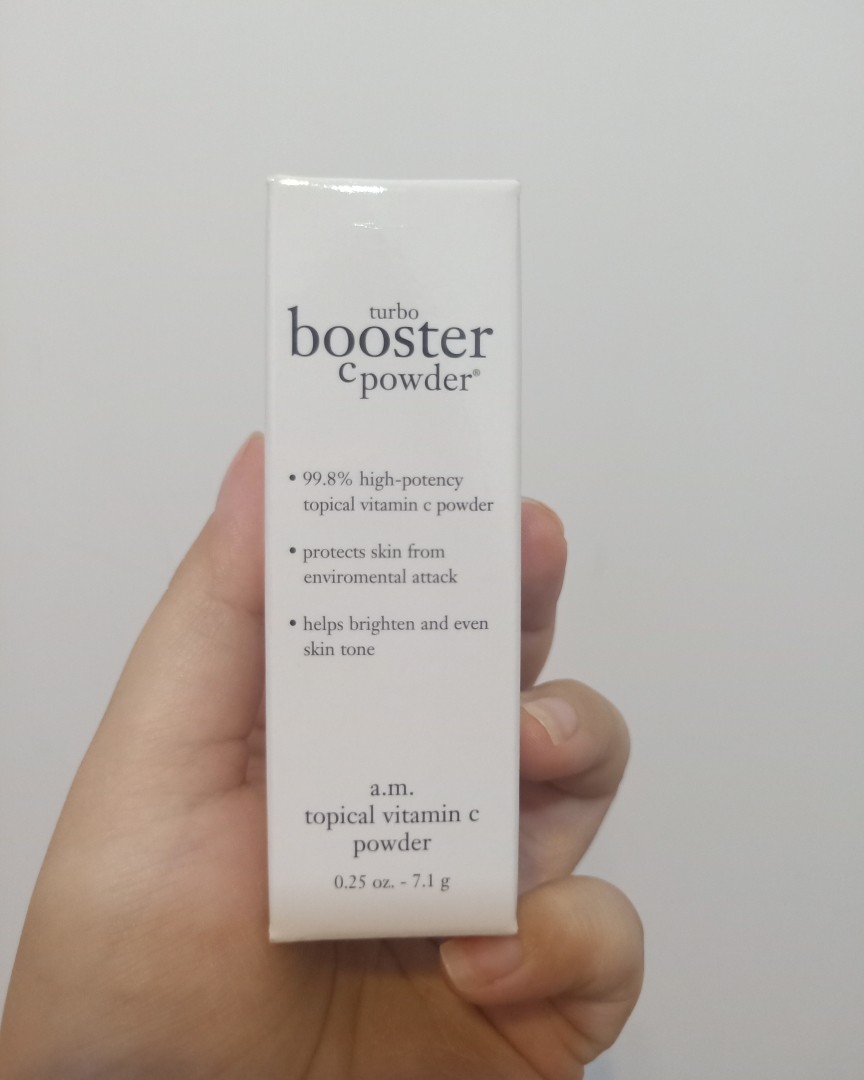 turbo
booster
c powder®
• 99.8% high-potency
topical vitamin c powder
• protects skin from
enviromental attack
• helps brighten and even
skin tone
a.m.
topical vitamin c
powder
0.25 oz. - 7.1 g